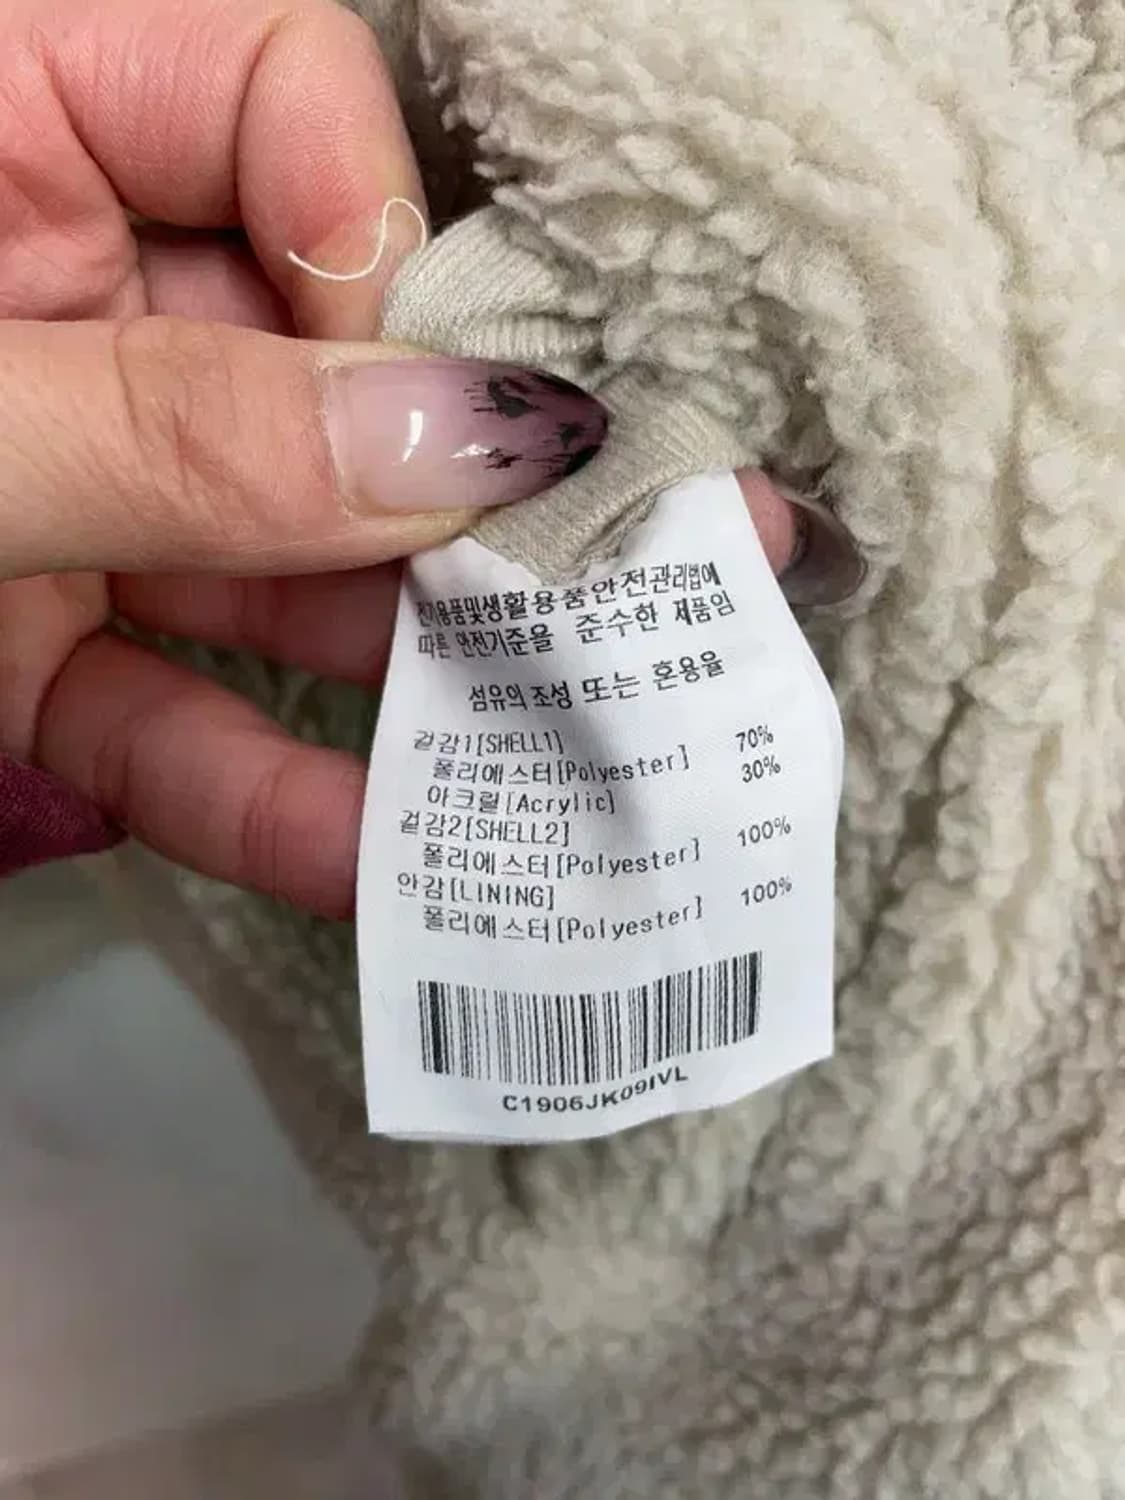 전기용품및생활용품안전관리법에
따른 안전기준을 준수한 제품임
섬유의 조성 또는 혼용율
겉감1[SHELL1]
폴리에스터[Polyester] 70%
아크릴[Acrylic] 30%
겉감2[SHELL2]
폴리에스터[Polyester] 100%
안감[LINING]
폴리에스터[Polyester] 100%
C1906JK09IVL